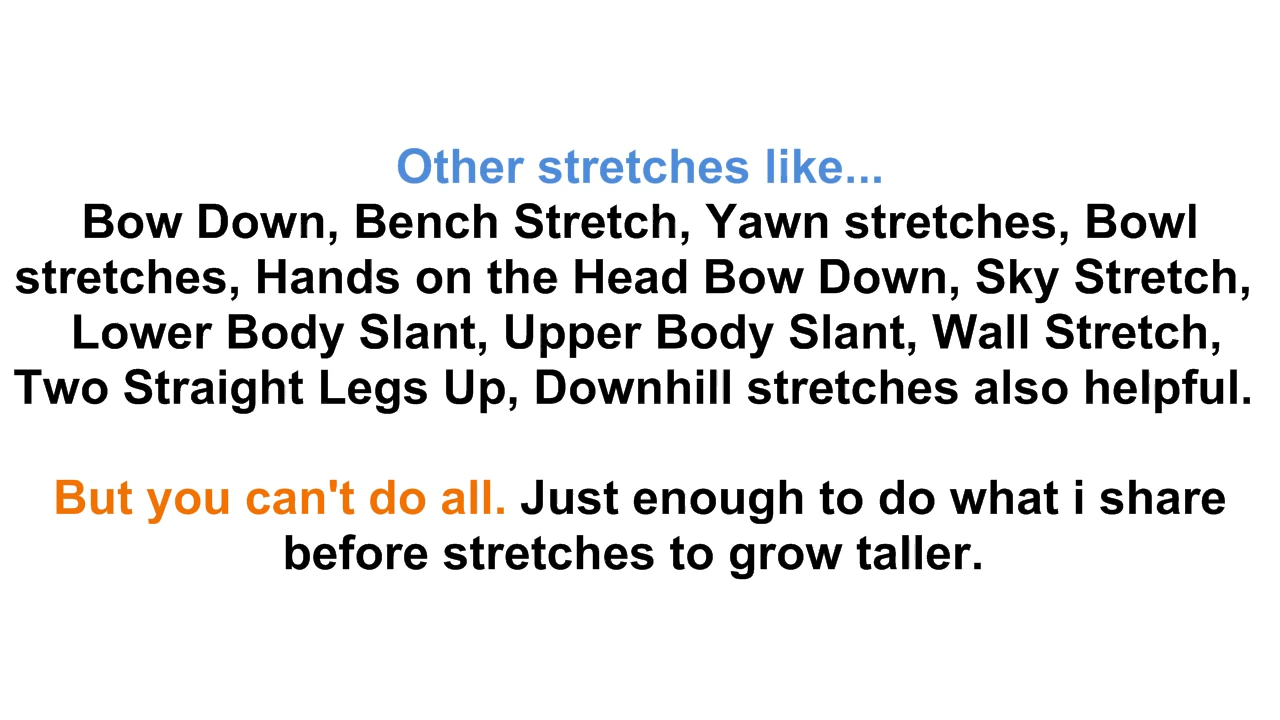 Other stretches like...
Bow Down, Bench Stretch, Yawn stretches, Bowl
stretches, Hands on the Head Bow Down, Sky Stretch,
Lower Body Slant, Upper Body Slant, Wall Stretch,
Two Straight Legs Up, Downhill stretches also helpful.
But you can't do all. Just enough to do what i share
before stretches to grow taller.